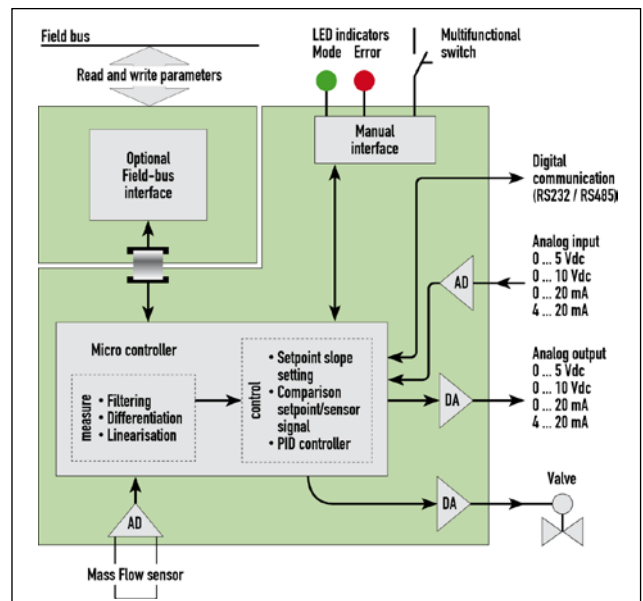 Field bus
Read and write parameters
LED indicators
Mode Error
Multifunctional
switch
Manual
interface
Optional
Field-bus
interface
Digital
communication
(RS232 / RS485)
Analog input
0 ... 5 Vdc
0 ... 10 Vdc
0 ... 20 mA
4 ... 20 mA
AD
Micro controller
measure
• Filtering
• Differentiation
• Linearisation
control
• Setpoint slope
setting
• Comparison
setpoint/sensor
signal
• PID controller
DA
Analog output
0 ... 5 Vdc
0 ... 10 Vdc
0 ... 20 mA
4 ... 20 mA
DA
Valve
AD
Mass Flow sensor